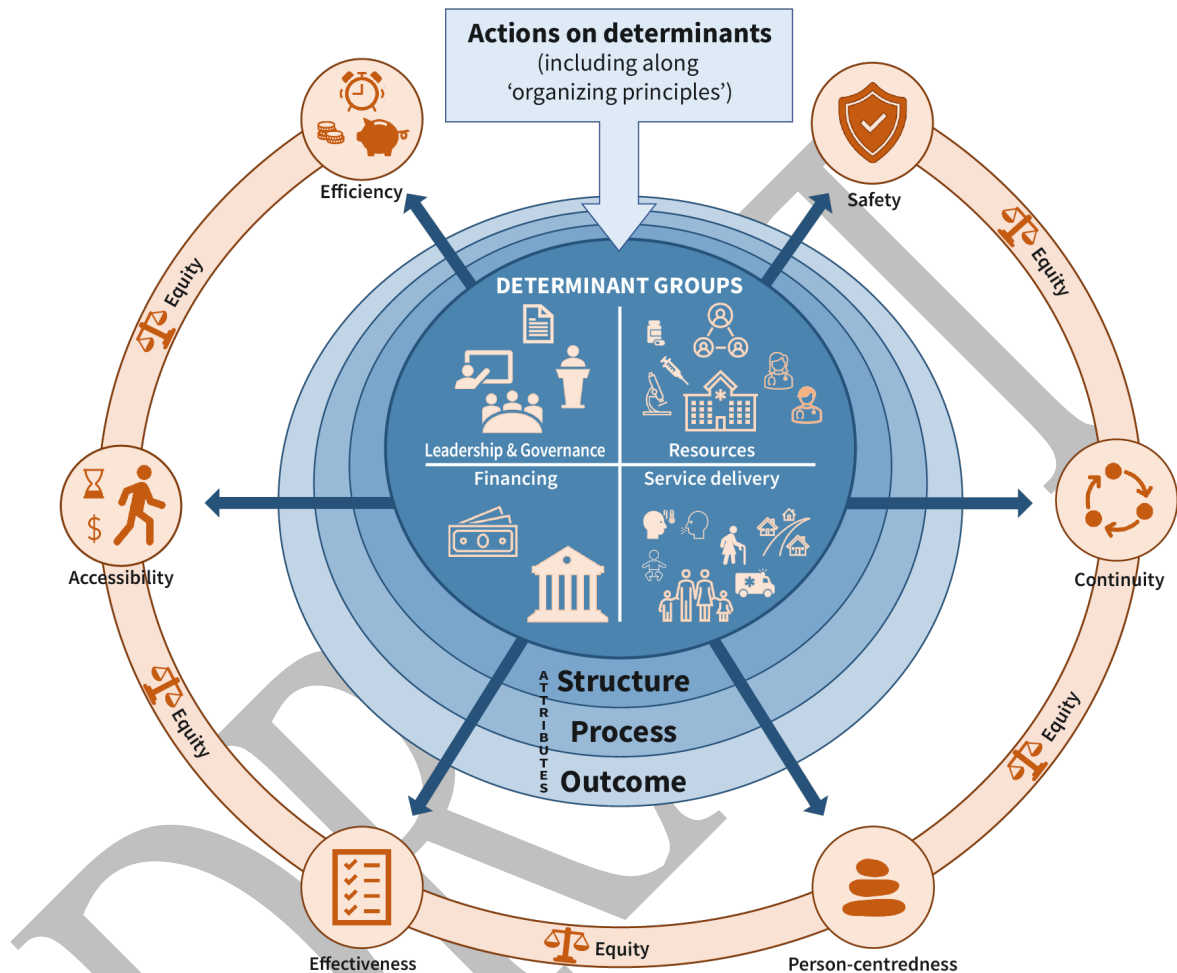 Actions on determinants
(including along
‘organizing principles’)
Efficiency
Safety
Equity
Equity
DETERMINANT GROUPS
Leadership & Governance
Resources
Financing
Service delivery
$
Accessibility
Continuity
ATTRIBUTES
Structure
Process
Outcome
Equity
Equity
Equity
Effectiveness
Person-centredness